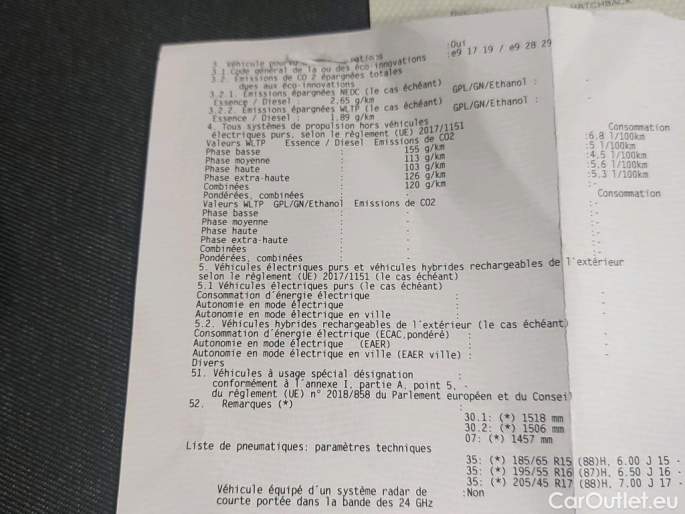 HATCHBACK
3. Véhicule :Oui
3.1.Code général de la ou des éco-innovations :e9 17 19 / e9 28 29
3.2. Emissions de CO 2 épargnées totales
dues aux éco-innovations
3.2.1. Emissions épargnées NEDC (le cas échéant) GPL/GN/Ethanol : -
Essence / Diesel : 2,65 g/km
3.2.2. Emissions épargnées WLTP (le cas échéant) GPL/GN/Ethanol : -
Essence / Diesel : 1,89 g/km
4. Tous systèmes de propulsion hors véhicules
électriques purs, selon le règlement (UE) 2017/1151
Valeurs WLTP Essence / Diesel Emissions de CO2 Consommation
Phase basse : 155 g/km :6,8 l/100km
Phase moyenne : 113 g/km :5 l/100km
Phase haute : 103 g/km :4,5 l/100km
Phase extra-haute : 126 g/km :5,6 l/100km
Combinées : 120 g/km :5,3 l/100km
Pondérées, combinées : - :-
Valeurs WLTP GPL/GN/Ethanol Emissions de CO2 Consommation
Phase basse : - :-
Phase moyenne : - :-
Phase haute : - :-
Phase extra-haute : - :-
Combinées : - :-
Pondérées, combinées : - :-
5. Véhicules électriques purs et véhicules hybrides rechargeables de l'extérieur
selon le règlement (UE) 2017/1151 (le cas échéant)
5.1 Véhicules électriques purs (le cas échéant)
Consommation d'énergie électrique : :-
Autonomie en mode électrique : :-
Autonomie en mode électrique en ville : :-
5.2. Véhicules hybrides rechargeables de l'extérieur (le cas échéant)
Consommation d'énergie électrique (ECAC,pondéré) : :-
Autonomie en mode électrique (EAER) : :-
Autonomie en mode électrique en ville (EAER ville) : :-
Divers
51. Véhicules à usage spécial désignation :
conformément à l'annexe I, partie A, point 5, -
du règlement (UE) n° 2018/858 du Parlement européen et du Conseil
52. Remarques (*) :
30.1: (*) 1518 mm
30.2: (*) 1506 mm
07: (*) 1457 mm
Liste de pneumatiques: paramètres techniques
35: (*) 185/65 R15 (88)H, 6.00 J 15 -
35: (*) 195/55 R16 (87)H, 6.50 J 16 -
35: (*) 205/45 R17 (88)H, 7.00 J 17 -
Véhicule équipé d'un système radar de :Non
courte portée dans la bande des 24 GHz
CarOutlet.eu